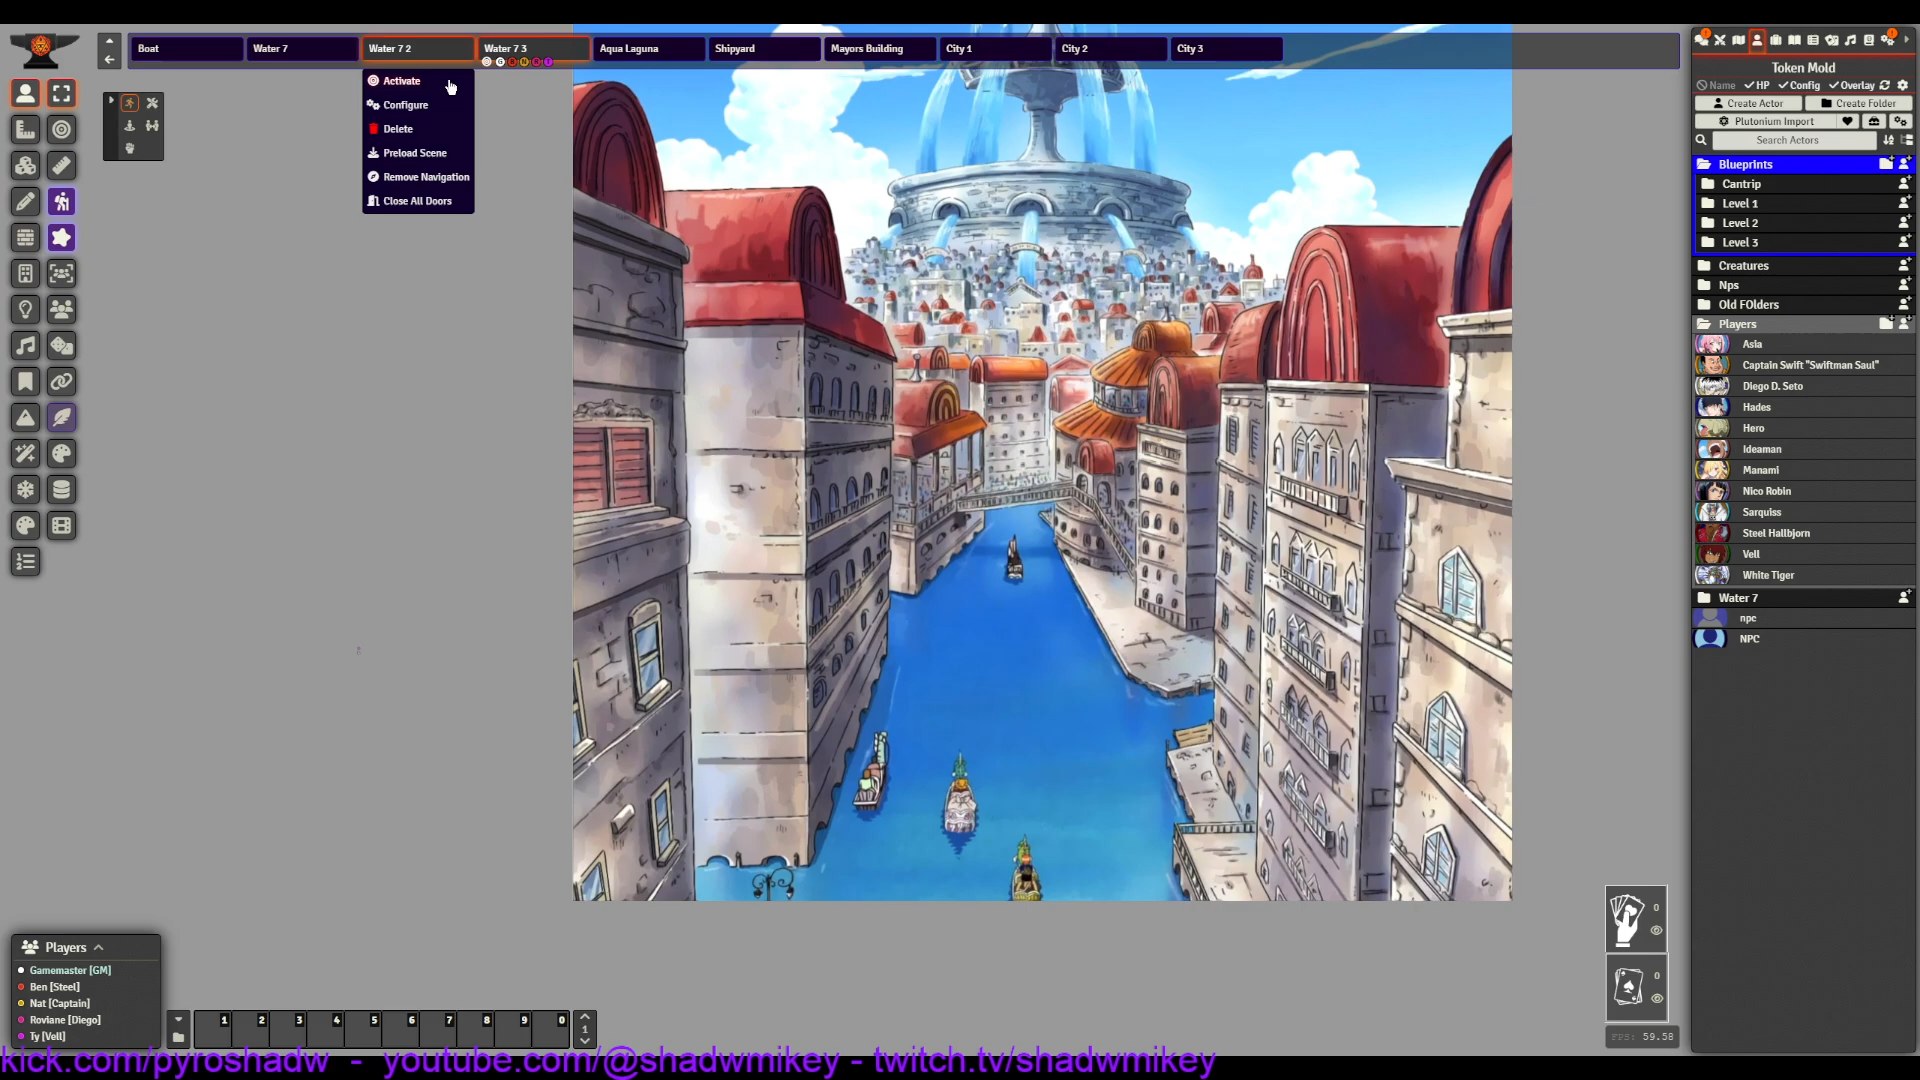 Boat
Water 7
Water 7 2
Water 7 3
Aqua Laguna
Shipyard
Mayors Building
City 1
City 2
City 3
Activate
Configure
Delete
Preload Scene
Remove Navigation
Close All Doors
Token Mold
Name HP Config Overlay
Create Actor
Create Folder
Plutonium Import
Search Actors
Blueprints
Cantrip
Level 1
Level 2
Level 3
Creatures
Nps
Old FOlders
Players
Asla
Captain Swift "Swiftman Saul"
Diego D. Seto
Hades
Hero
Ideaman
Manami
Nico Robin
Sarquiss
Steel Hallbjorn
Vell
White Tiger
Water 7
npc
NPC
0
0
FPS: 59.58
Players
Gamemaster [GM]
Ben [Steel]
Nat [Captain]
Roviane [Diego]
Ty [Vell]
1 2 3 4 5 6 7 8 9 0
1
kick.com/pyroshadw - youtube.com/@shadwmikey - twitch.tv/shadwmikey